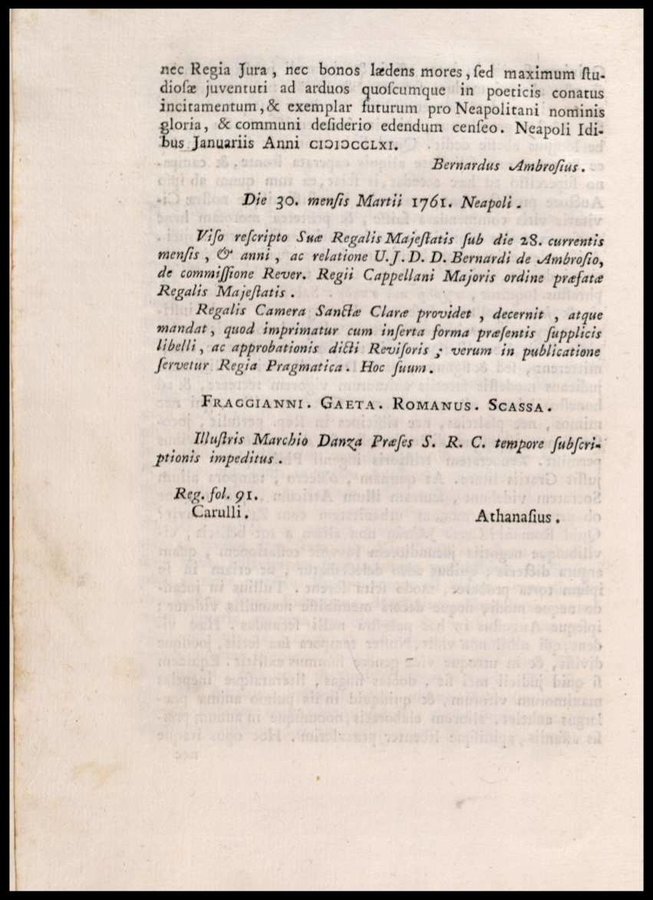 nec Regia Jura , nec bonos lædens mores , ſed maximum ſtu-
dioſæ juventuti ad arduos quoſcumque in poeticis conatus
incitamentum, & exemplar futurum pro Neapolitani nominis
gloria , & communi deſiderio edendum cenſeo. Neapoli Idi-
bus Januariis Anni CIƆIƆCCLXI.
Bernardus Ambroſius .
Die 30. menſis Martii 1761. Neapoli .
Viſo reſcripto Suæ Regalis Majeſtatis ſub die 28. currentis
menſis , & anni , ac relatione U. J. D. D. Bernardi de Ambroſio,
de commiſſione Rever. Regii Cappellani Majoris ordine præfatæ
Regalis Majeſtatis .
Regalis Camera Sanctæ Claræ providet , decernit , atque
mandat , quod imprimatur cum inſerta forma præſentis ſupplicis
libelli , ac approbationis dicti Reviſoris ; verum in publicatione
ſervetur Regia Pragmatica . Hoc ſuum .
FRAGGIANNI . GAETA . ROMANUS . SCASSA .
Illuſtris Marchio Danza Præſes S. R. C. tempore ſubſcri-
ptionis impeditus .
Reg. fol. 91.
Carulli . Athanaſius .